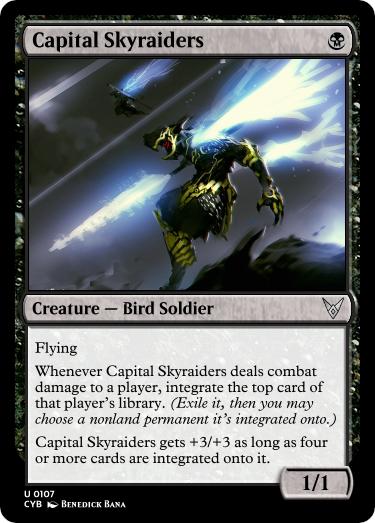 Capital Skyraiders
Creature — Bird Soldier
Flying
Whenever Capital Skyraiders deals combat
damage to a player, integrate the top card of
that player's library. (Exile it, then you may
choose a nonland permanent it's integrated onto.)
Capital Skyraiders gets +3/+3 as long as four
or more cards are integrated onto it.
1/1
U 0107
CYB Benedick Bana